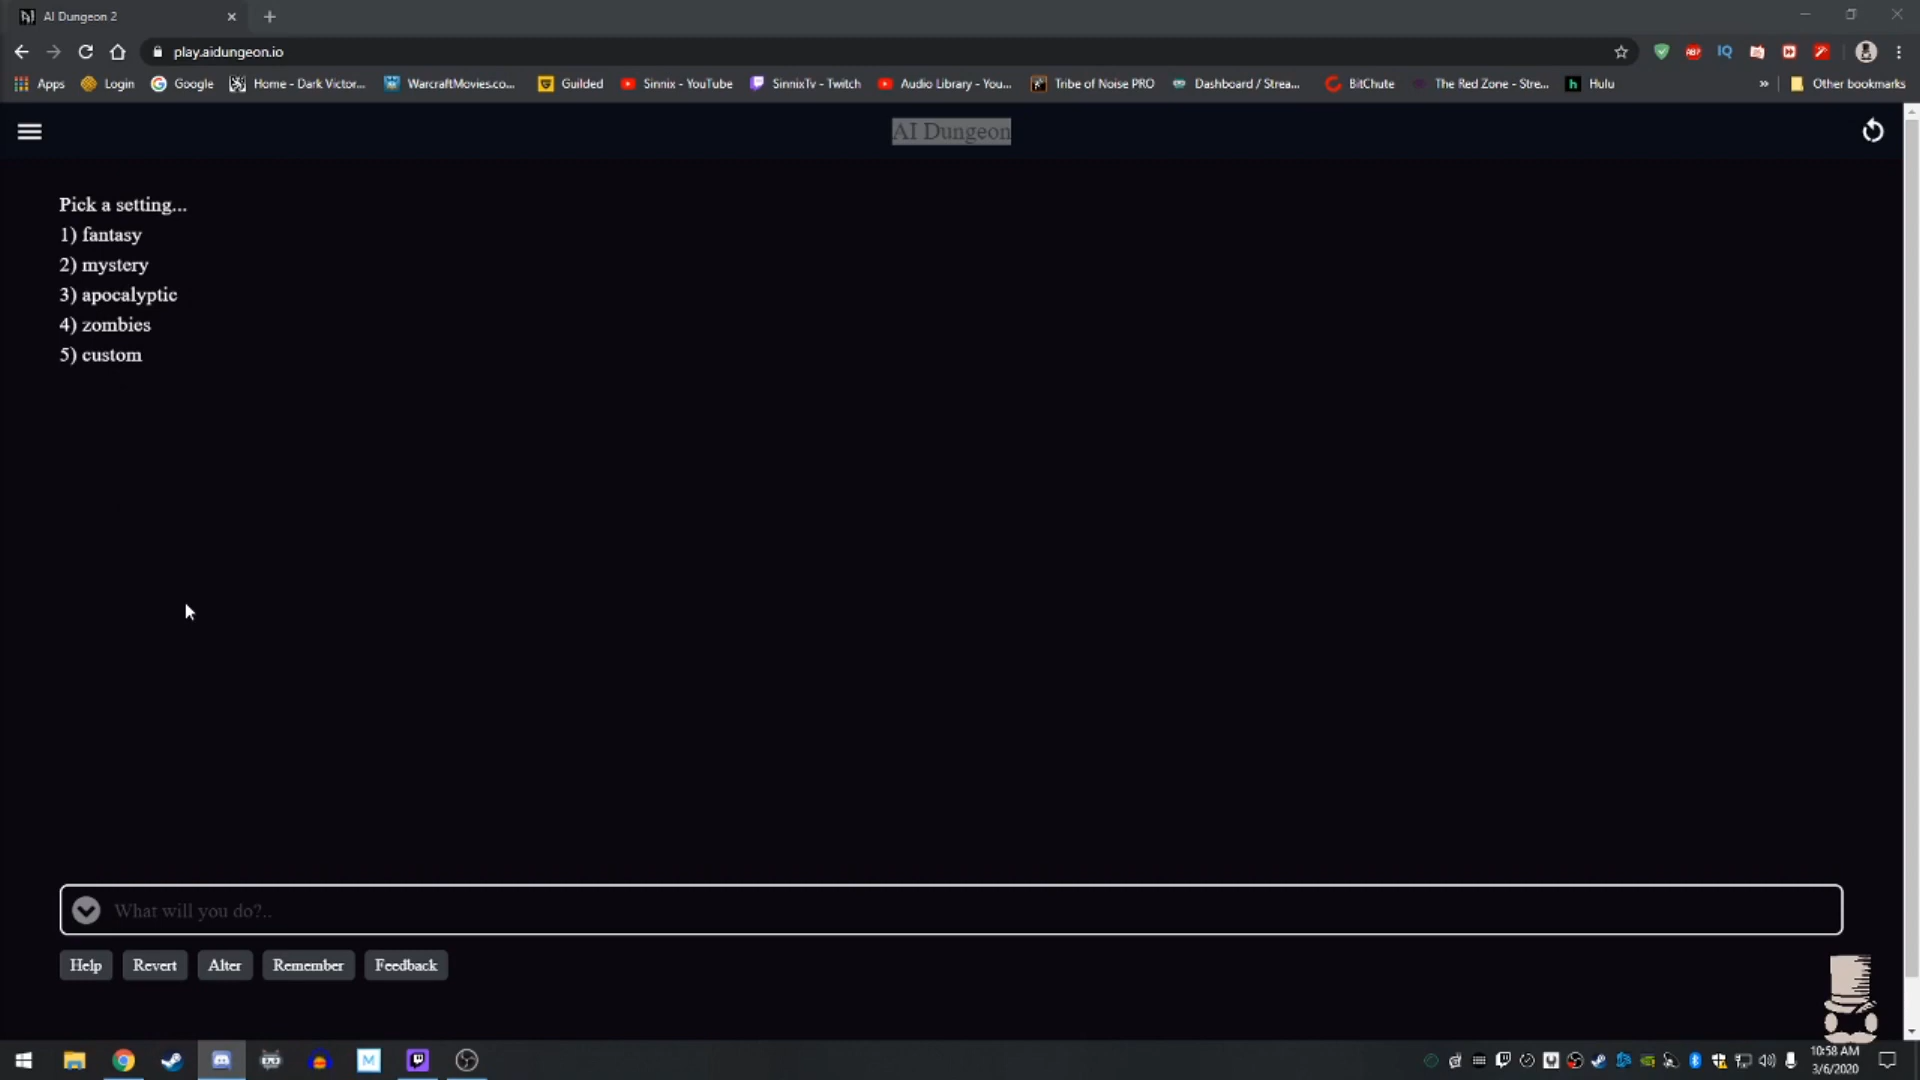 AI Dungeon 2
play.aidungeon.io
Apps
Login
Google
Home - Dark Victor...
WarcraftMovies.co...
Guilded
Sinnix - YouTube
SinnixTv - Twitch
Audio Library - You...
Tribe of Noise PRO
Dashboard / Strea...
BitChute
The Red Zone - Stre...
Hulu
Other bookmarks
AI Dungeon
Pick a setting...
1) fantasy
2) mystery
3) apocalyptic
4) zombies
5) custom
What will you do?..
Help
Revert
Alter
Remember
Feedback
10:58 AM
3/6/2020